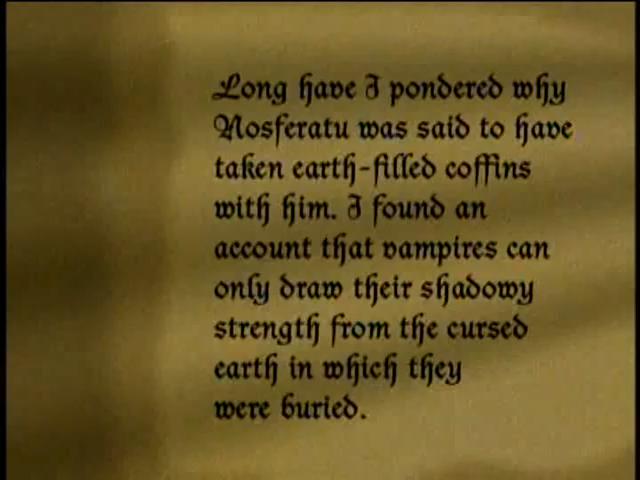 Long have I pondered why
Nosferatu was said to have
taken earth-filled coffins
with him. I found an
account that vampires can
only draw their shadowy
strength from the cursed
earth in which they
were buried.